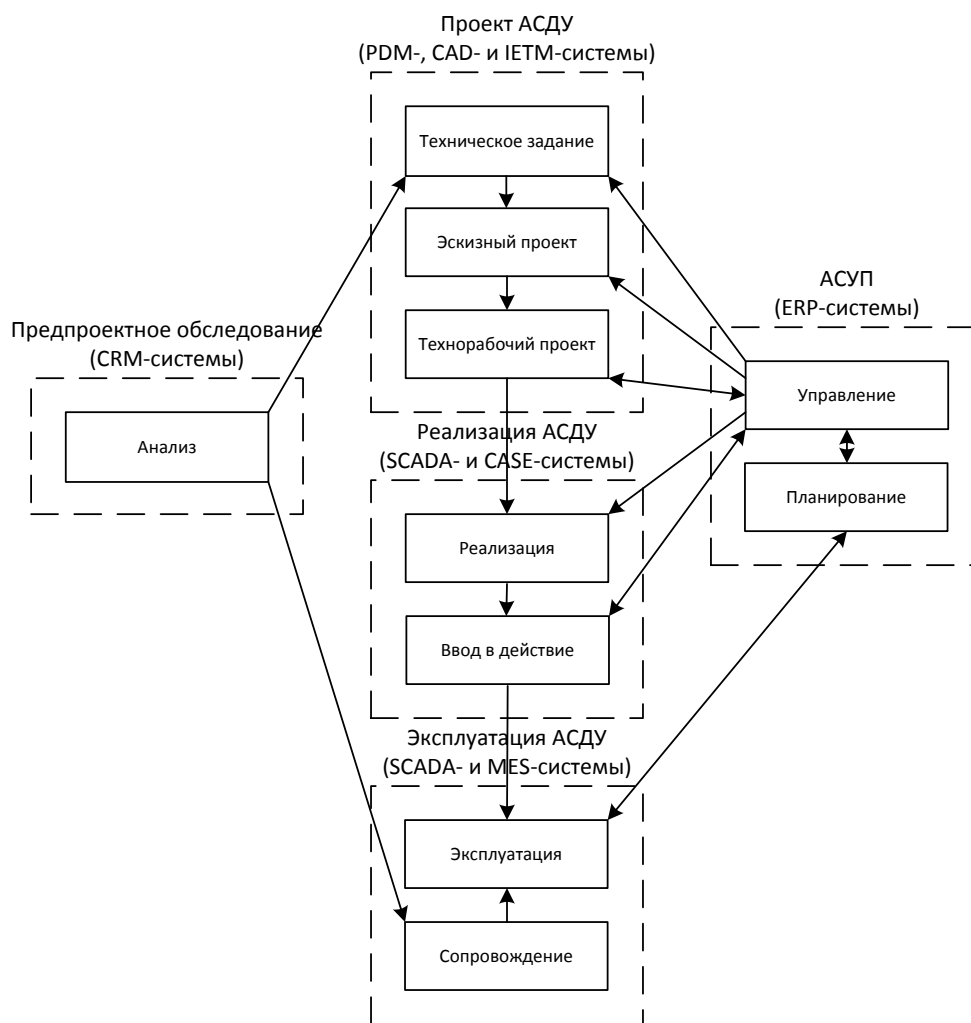 Проект АСДУ
(PDM-, CAD- и IETM-системы)
Техническое задание
Эскизный проект
Технорабочий проект
Предпроектное обследование
(CRM-системы)
Анализ
АСУП
(ERP-системы)
Управление
Планирование
Реализация АСДУ
(SCADA- и CASE-системы)
Реализация
Ввод в действие
Эксплуатация АСДУ
(SCADA- и MES-системы)
Эксплуатация
Сопровождение